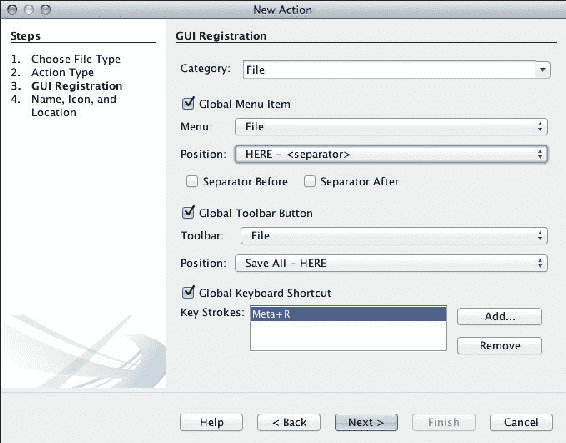 New Action
Steps
1. Choose File Type
2. Action Type
3. GUI Registration
4. Name, Icon, and
Location
GUI Registration
Category: File
Global Menu Item
Menu: File
Position: HERE - <separator>
Separator Before Separator After
Global Toolbar Button
Toolbar: File
Position: Save All - HERE
Global Keyboard Shortcut
Key Strokes: Meta+R
Add...
Remove
Help < Back Next > Finish Cancel